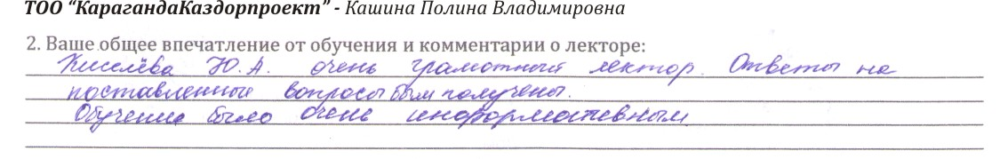 ТОО “КарагандаКаздорпроект” - Кашина Полина Владимировна
2. Ваше общее впечатление от обучения и комментарии о лекторе:
Киселёва Ю.А. очень грамотный лектор. Ответы на
поставленные вопросы были получены.
Обучение было очень информативным